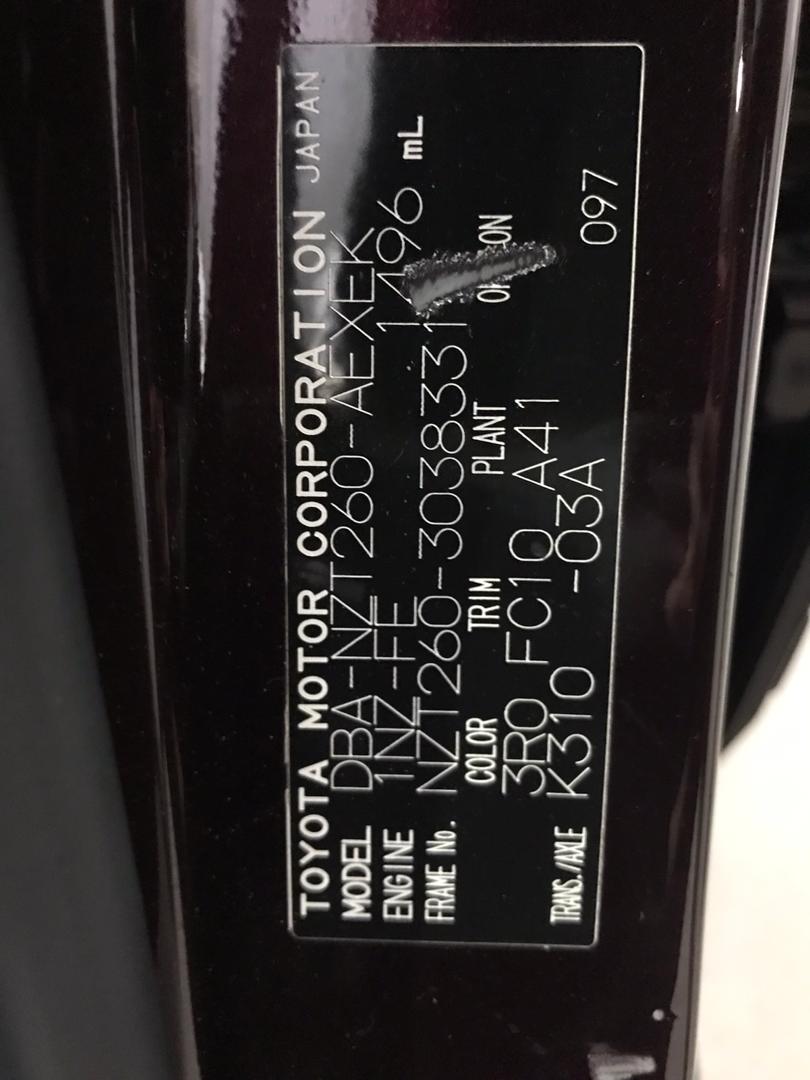 TOYOTA MOTOR CORPORATION JAPAN
MODEL DBA-NZT260-AEXEK
ENGINE 1NZ-FE 1496 mL
FRAME No. NZT260-3038331
COLOR TRIM PLANT
3R0 FC10 A41
TRANS./AXLE K310 -03A 097